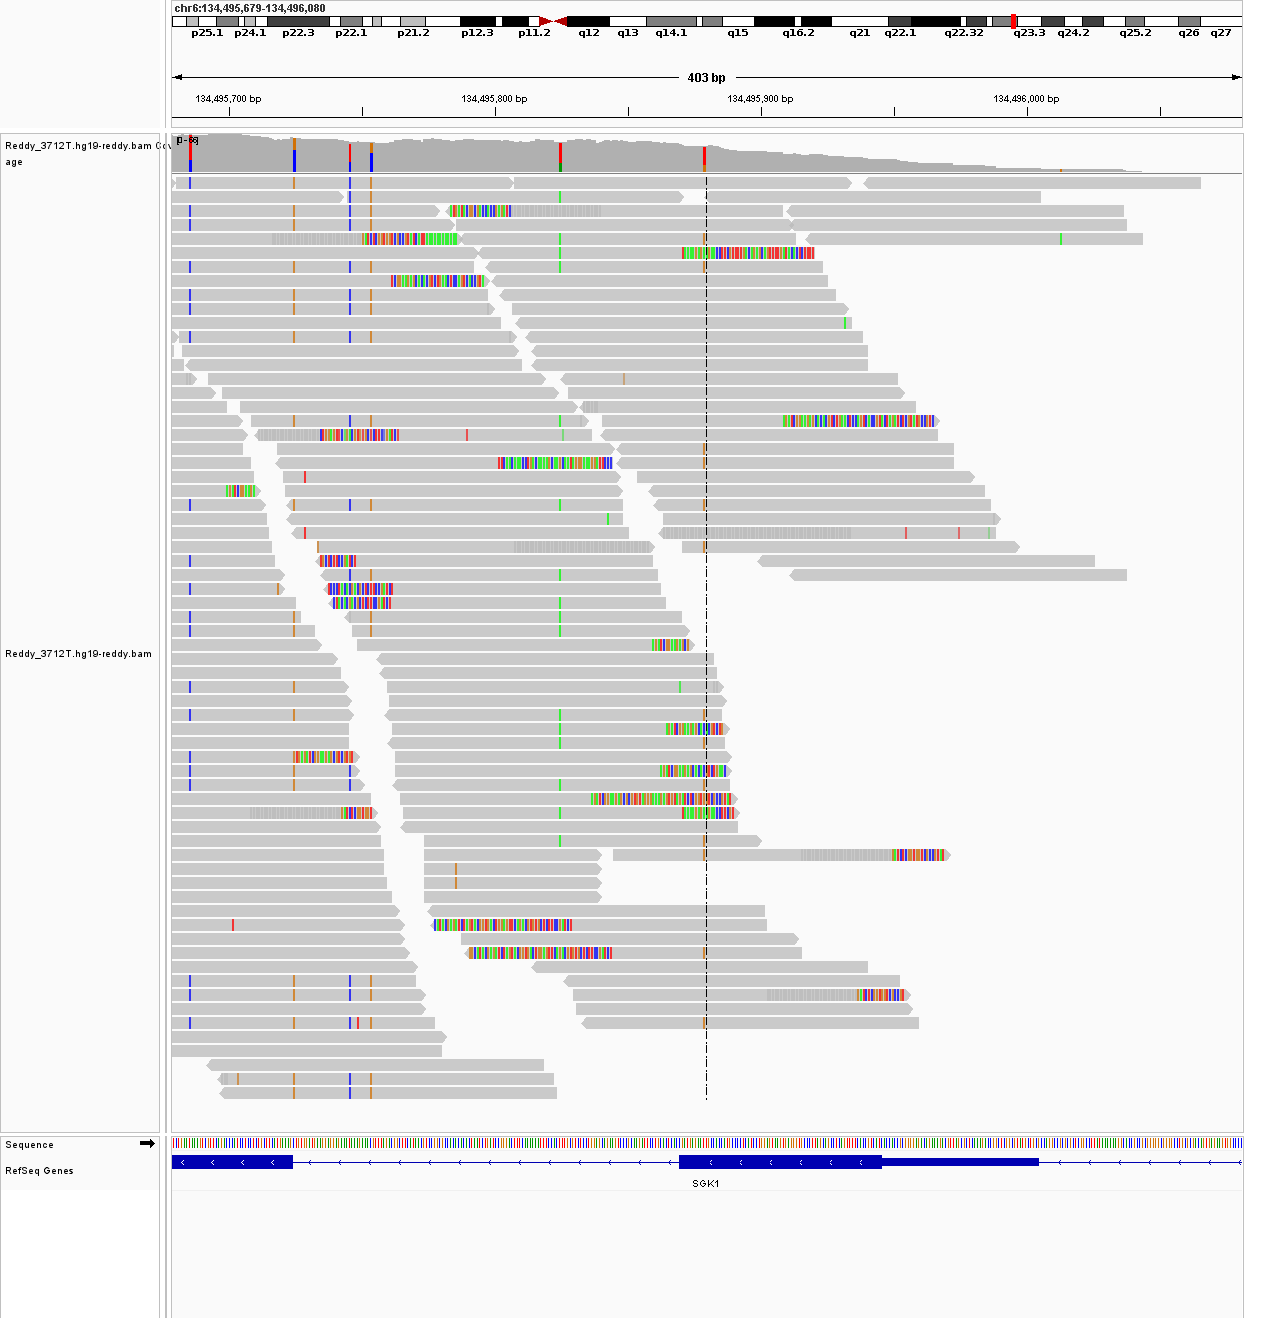 chr6:134,495,679-134,496,080
p25.1 p24.1 p22.3 p22.1 p21.2 p12.3 p11.2 q12 q13 q14.1 q15 q16.2 q21 q22.1 q22.32 q23.3 q24.2 q25.2 q26 q27
403 bp
134,495,700 bp 134,495,800 bp 134,495,900 bp 134,496,000 bp
Reddy_3712T.hg19-reddy.bam Cov
age
Reddy_3712T.hg19-reddy.bam
Sequence
RefSeq Genes
SGK1